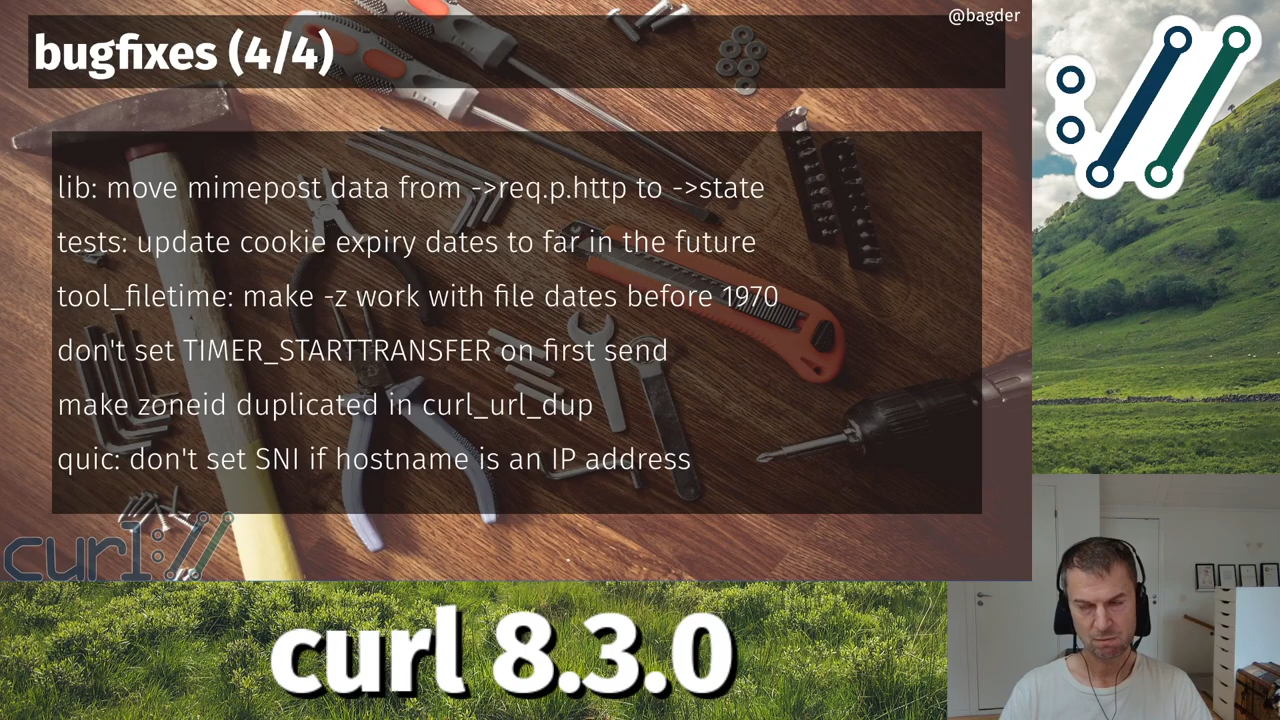 @bagder
bugfixes (4/4)
lib: move mimepost data from ->req.p.http to ->state
tests: update cookie expiry dates to far in the future
tool_filetime: make -z work with file dates before 1970
don't set TIMER_STARTTRANSFER on first send
make zoneid duplicated in curl_url_dup
quic: don't set SNI if hostname is an IP address
curl://
curl 8.3.0